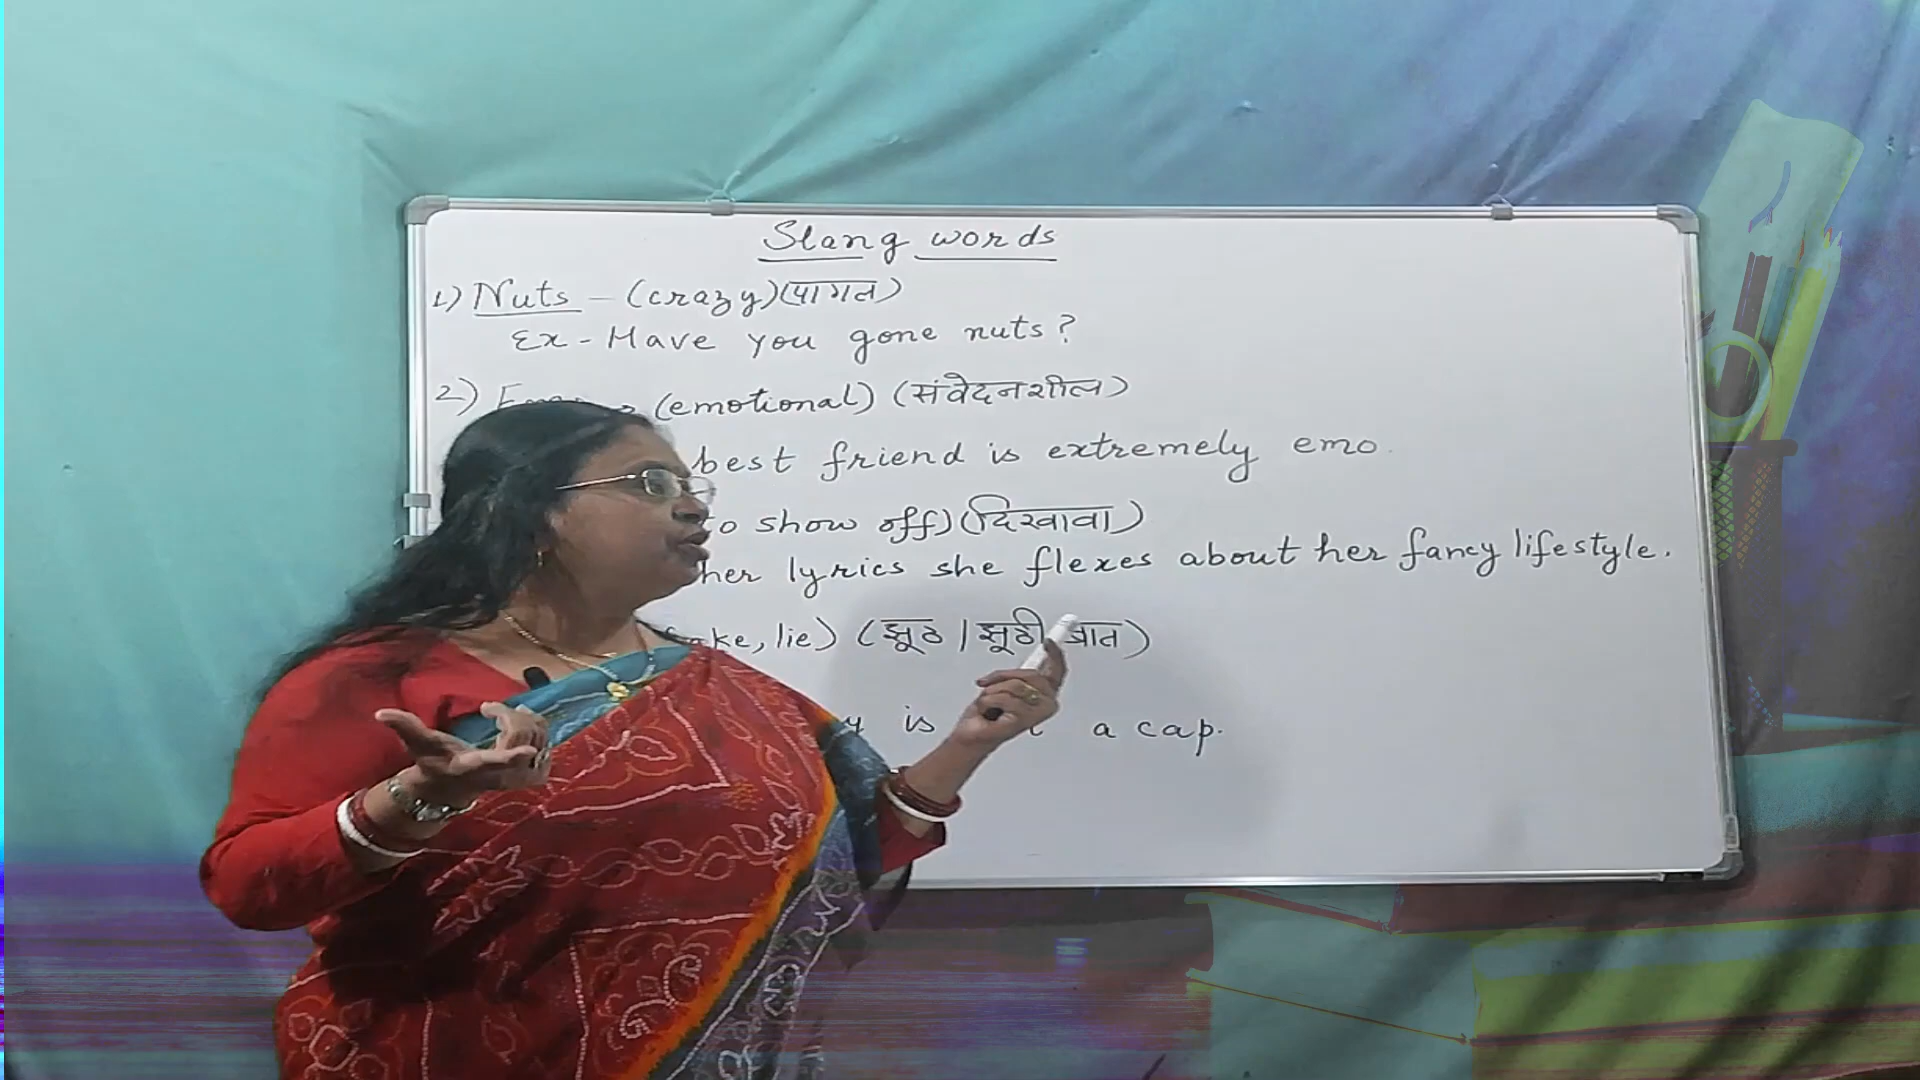 Slang words
1) Nuts - (crazy) (पागल)
Ex - Have you gone nuts?
2) (emotional) (संवेदनशील)
best friend is extremely emo.
show off) (दिखावा)
her lyrics she flexes about her fancy lifestyle.
lie) (झूठ / झूठी बात)
is a cap.